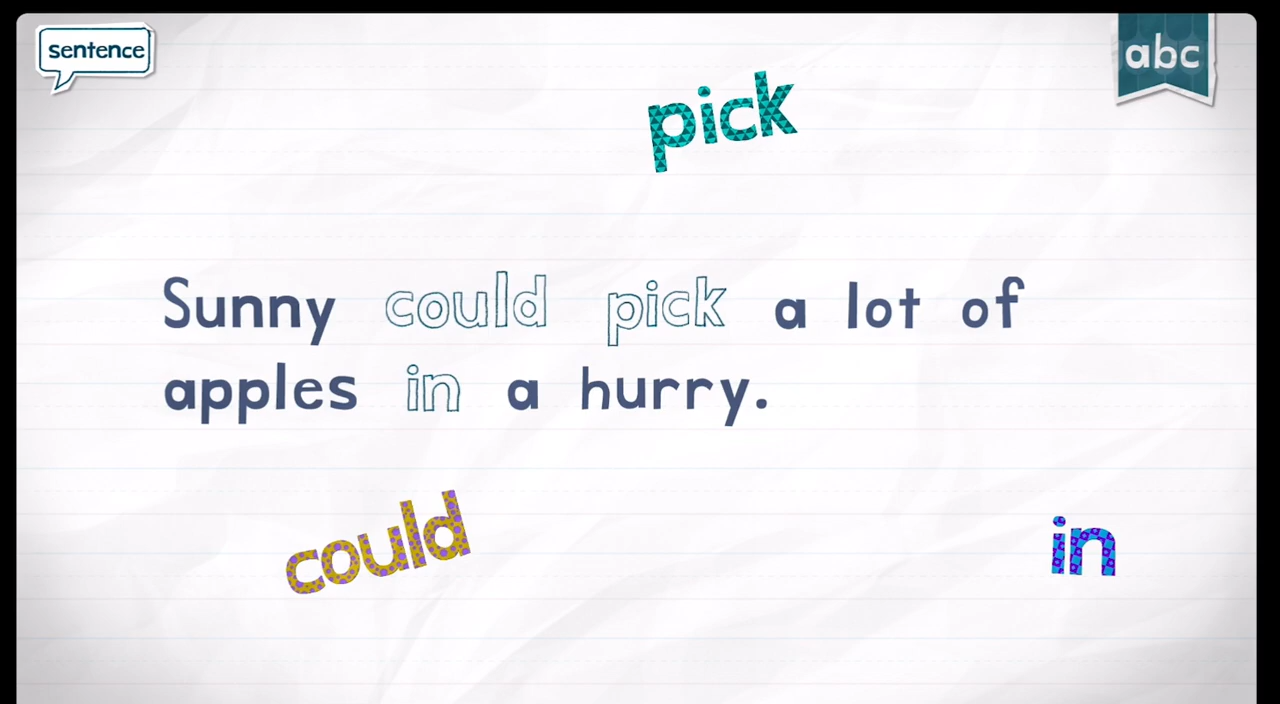 sentence
abc
pick
Sunny could pick a lot of
apples in a hurry.
could
in